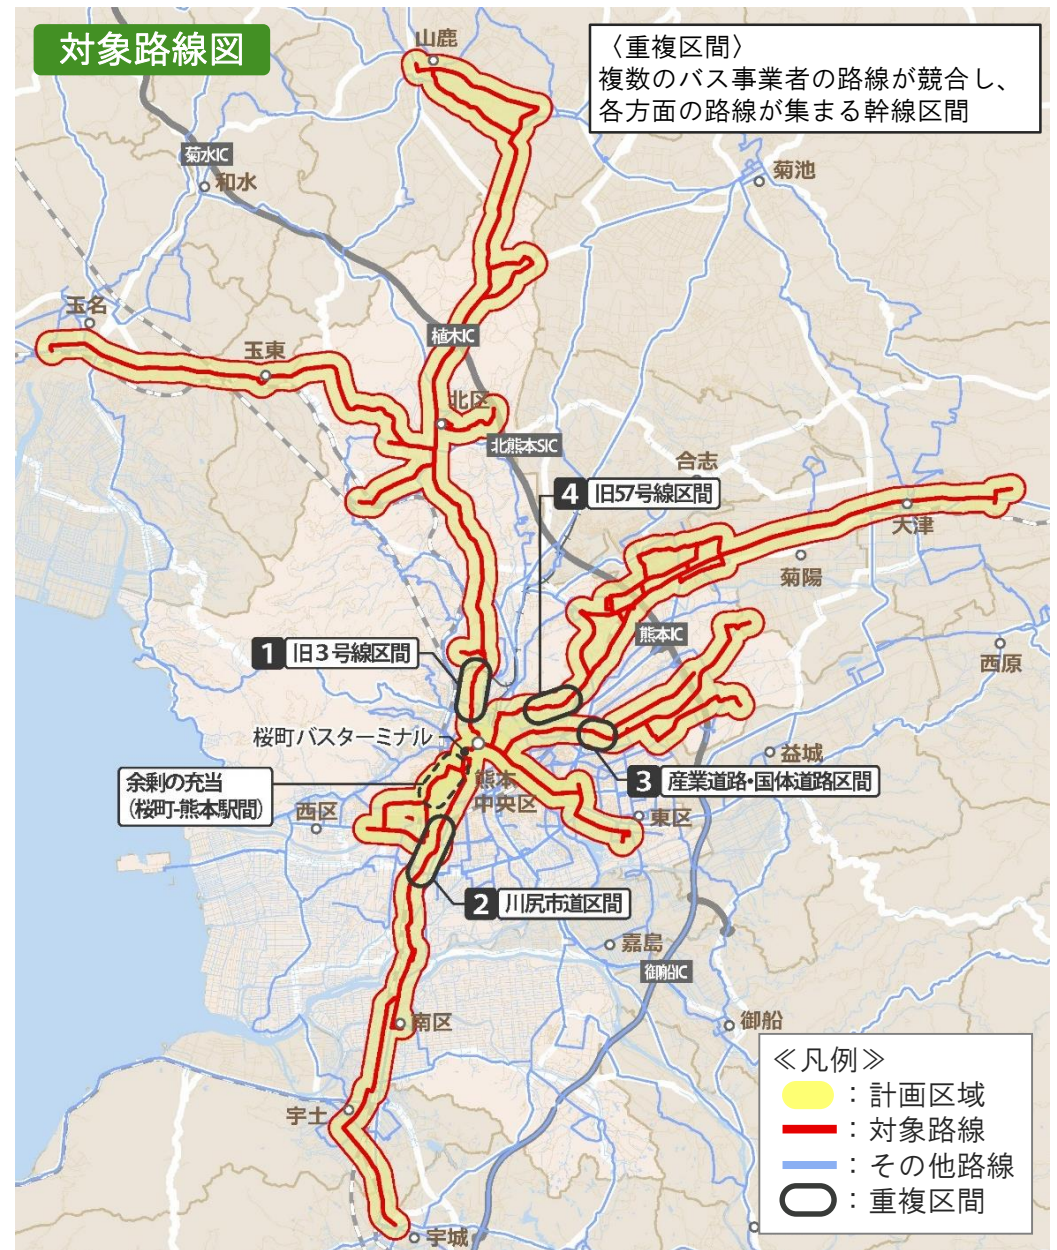 対象路線図
〈重複区間〉
複数のバス事業者の路線が競合し、
各方面の路線が集まる幹線区間
山鹿
菊水IC
和水
菊池
玉名
植木IC
玉東
北区
北熊本SIC
合志
4 旧57号線区間
大津
菊陽
熊本IC
1 旧３号線区間
西原
桜町バスターミナル
益城
余剰の充当
(桜町-熊本駅間)
熊本
中央区
3 産業道路・国体道路区間
西区
東区
2 川尻市道区間
嘉島
御船IC
南区
御船
宇土
宇城
≪凡例≫
：計画区域
：対象路線
：その他路線
：重複区間